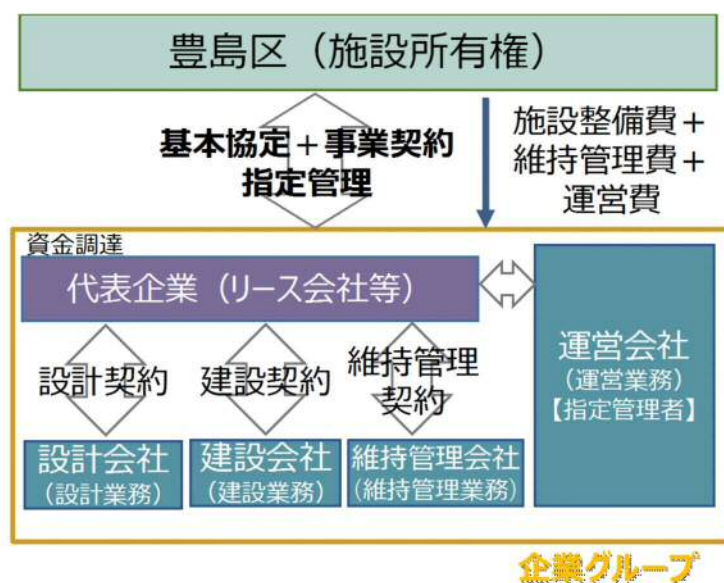 豊島区（施設所有権）
基本協定＋事業契約
指定管理
施設整備費＋
維持管理費＋
運営費
資金調達
代表企業（リース会社等）
設計契約
建設契約
維持管理
契約
運営会社
（運営業務）
【指定管理者】
設計会社
（設計業務）
建設会社
（建設業務）
維持管理会社
（維持管理業務）
企業グループ